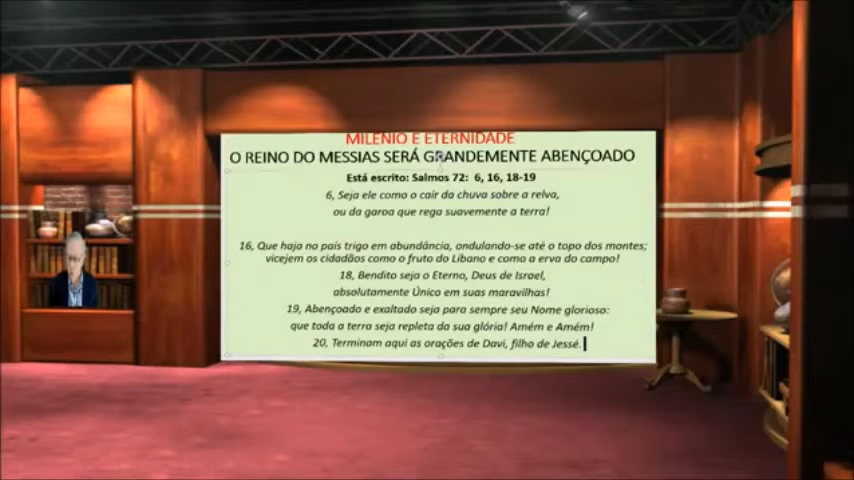 MILENIO E ETERNIDADE
O REINO DO MESSIAS SERÁ GRANDEMENTE ABENÇOADO
Está escrito: Salmos 72: 6, 16, 18-19
6, Seja ele como o cair da chuva sobre a relva,
ou da garoa que rega suavemente a terra!
16, Que haja no país trigo em abundância, ondulando-se até o topo dos montes;
vicejem os cidadãos como o fruto do Líbano e como a erva do campo!
18, Bendito seja o Eterno, Deus de Israel,
absolutamente Único em suas maravilhas!
19, Abençoado e exaltado seja para sempre seu Nome glorioso:
que toda a terra seja repleta da sua glória! Amém e Amém!
20, Terminam aqui as orações de Davi, filho de Jessé.